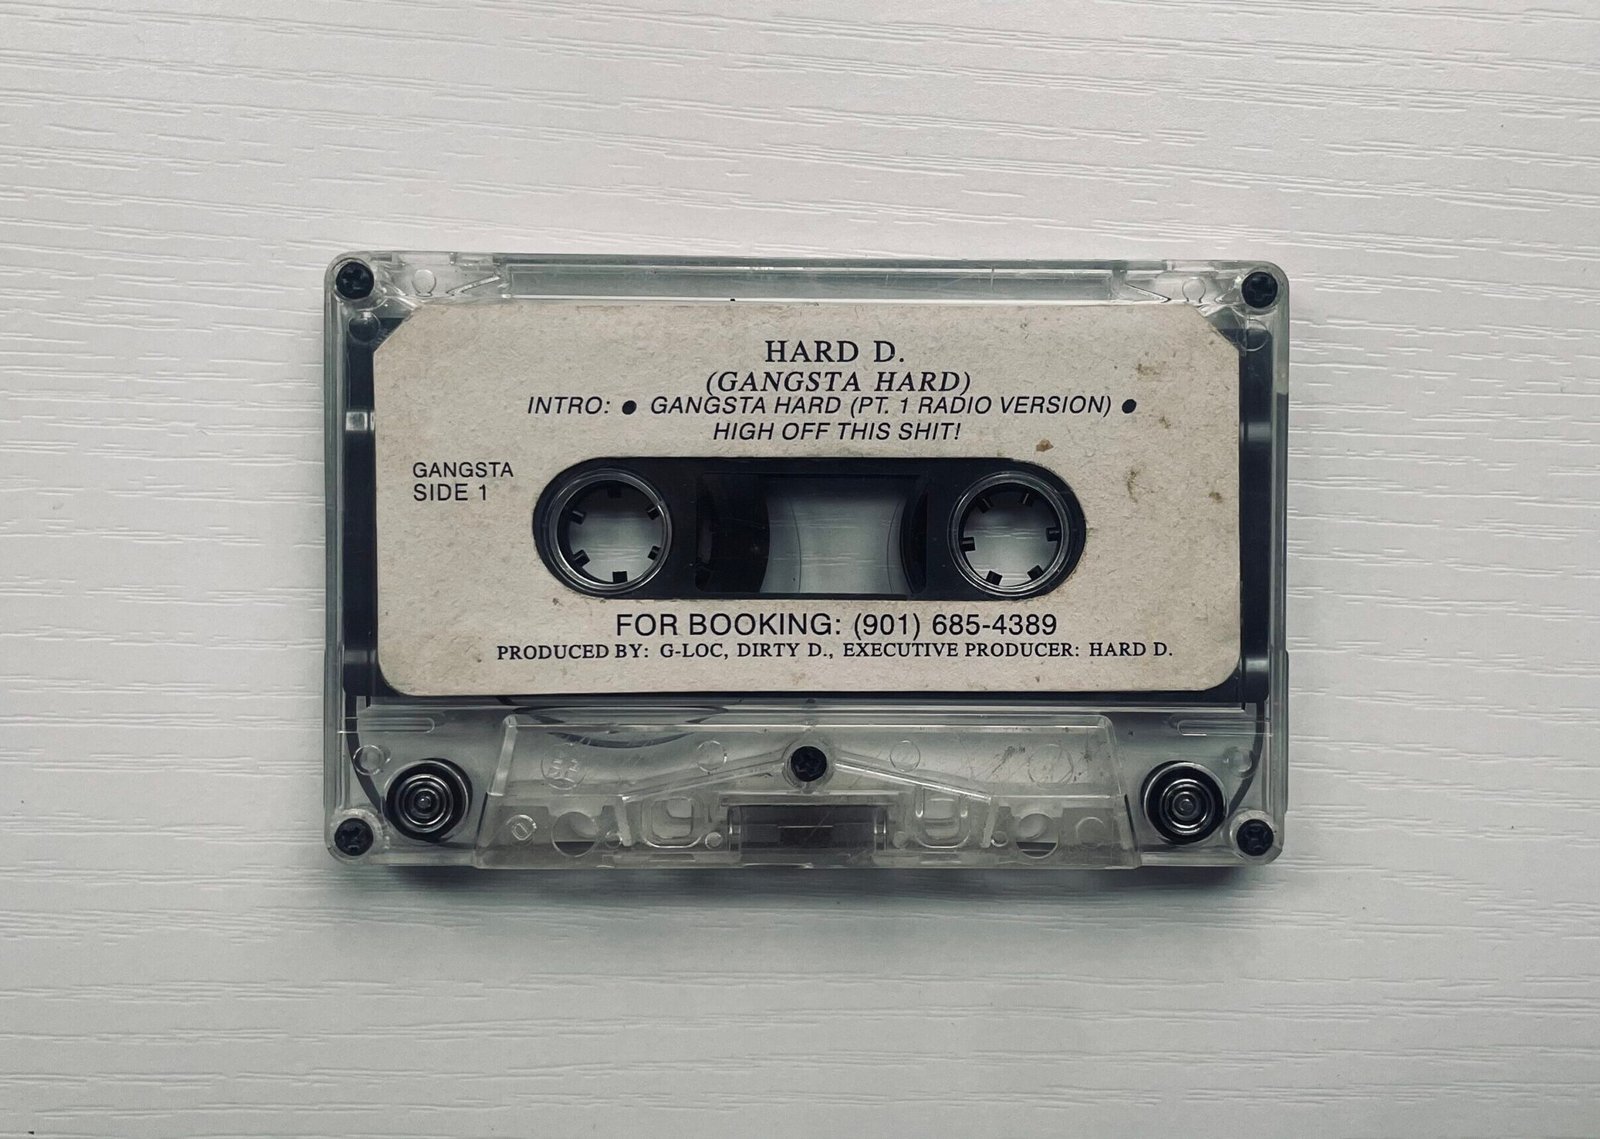 HARD D.
(GANGSTA HARD)
INTRO: ● GANGSTA HARD (PT. 1 RADIO VERSION) ●
HIGH OFF THIS SHIT!
GANGSTA
SIDE 1
FOR BOOKING: (901) 685-4389
PRODUCED BY: G-LOC, DIRTY D., EXECUTIVE PRODUCER: HARD D.